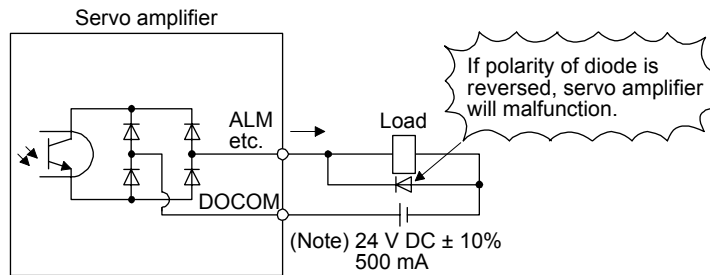 Servo amplifier
If polarity of diode is
reversed, servo amplifier
will malfunction.
ALM
etc.
Load
DOCOM
(Note) 24 V DC ± 10%
500 mA